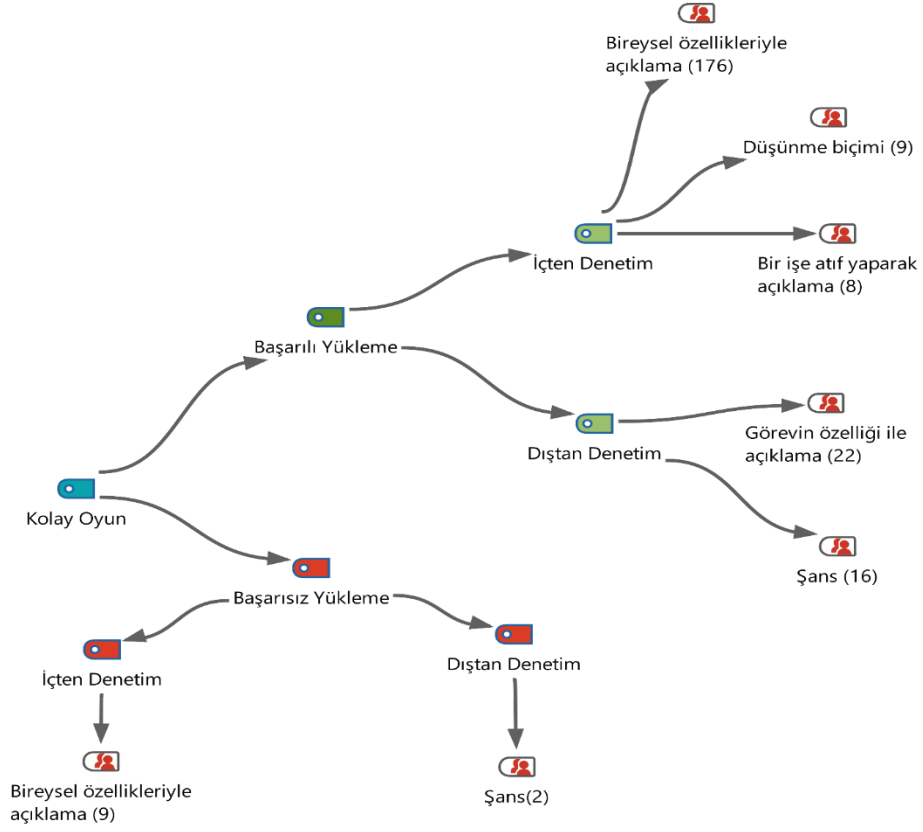 Bireysel özellikleriyle
açıklama (176)
Düşünme biçimi (9)
İçten Denetim
Bir işe atıf yaparak
açıklama (8)
Başarılı Yükleme
Görevin özelliği ile
açıklama (22)
Dıştan Denetim
Kolay Oyun
Şans (16)
Başarısız Yükleme
İçten Denetim
Dıştan Denetim
Bireysel özellikleriyle
açıklama (9)
Şans(2)